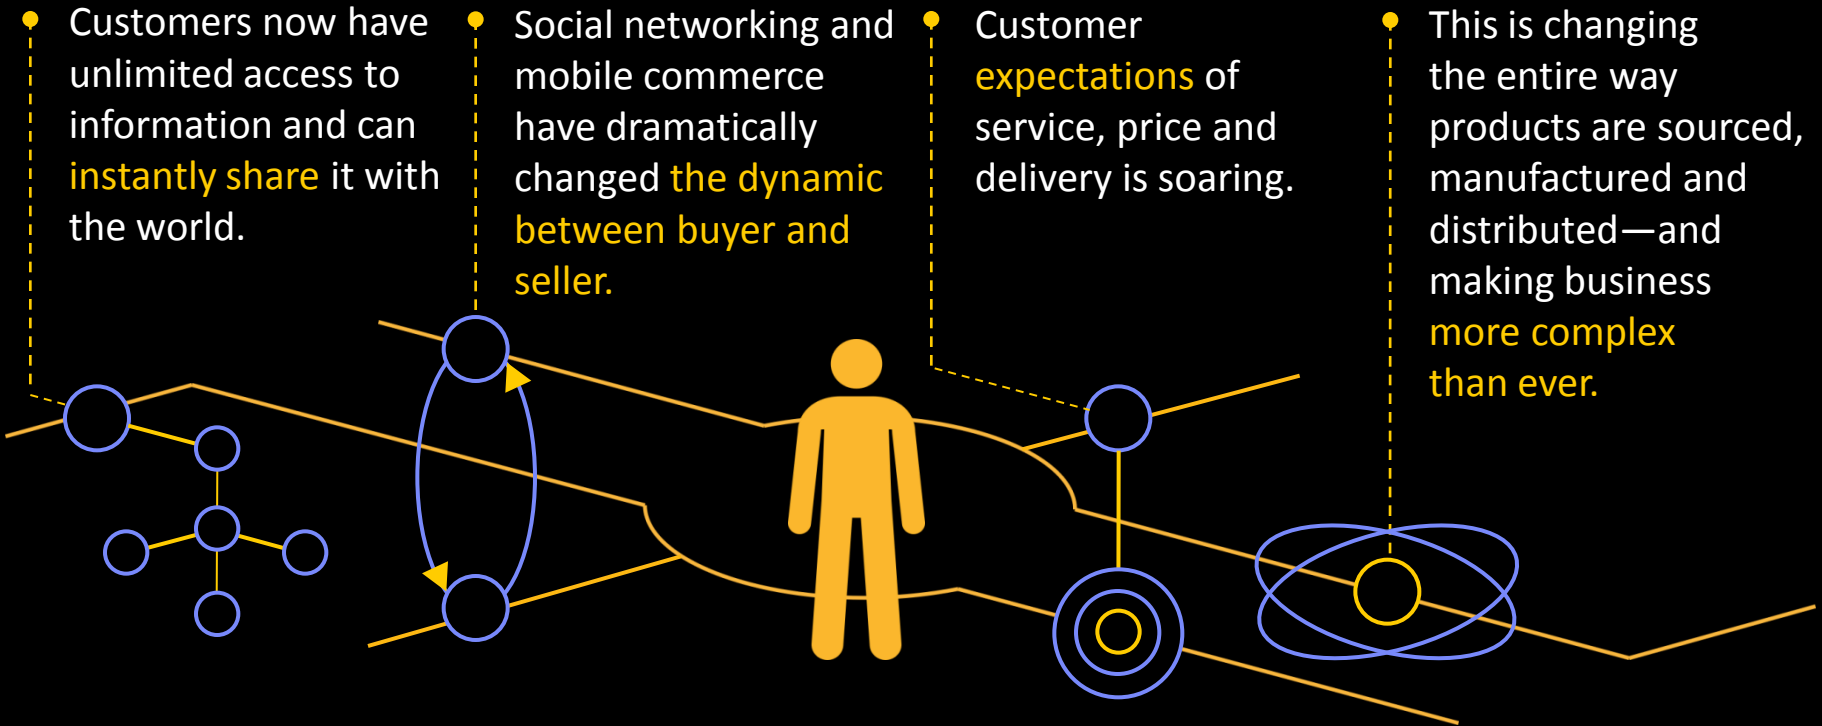 Customers now have
unlimited access to
information and can
instantly share it with
the world.
Social networking and
mobile commerce
have dramatically
changed the dynamic
between buyer and
seller.
Customer
expectations of
service, price and
delivery is soaring.
This is changing
the entire way
products are sourced,
manufactured and
distributed—and
making business
more complex
than ever.